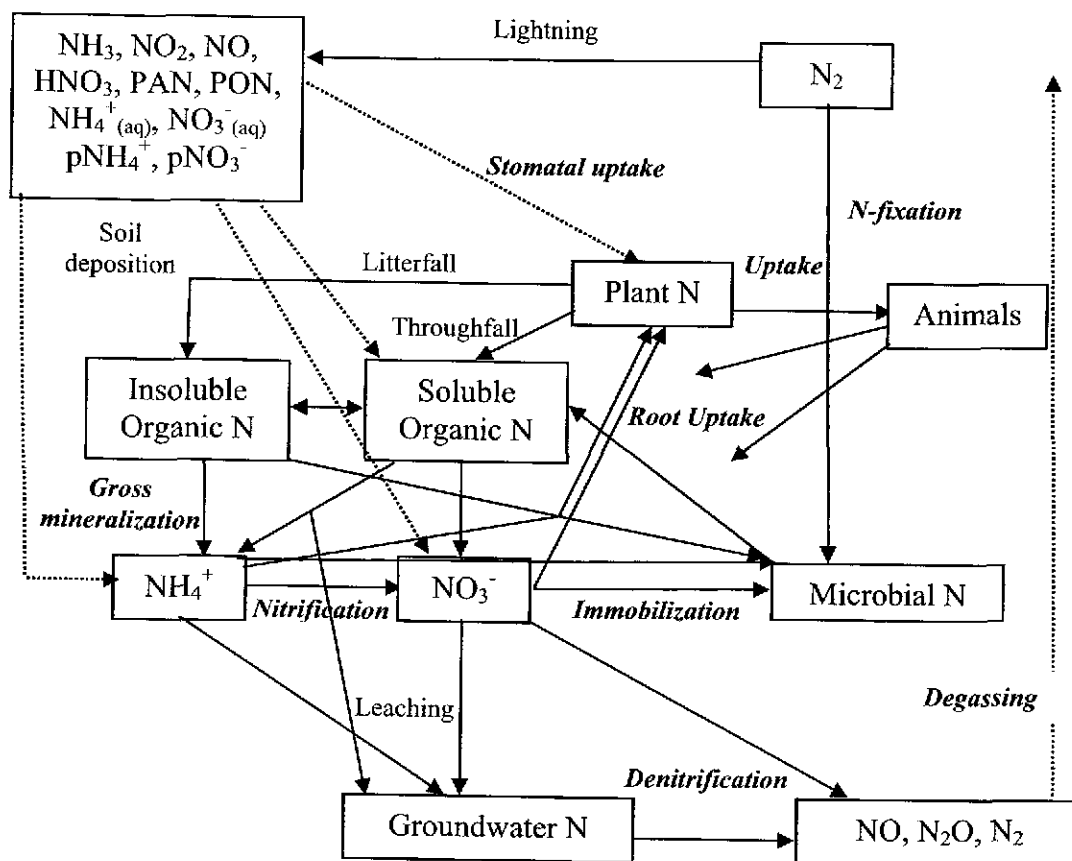 NH₃, NO₂, NO,
HNO₃, PAN, PON,
NH₄⁺ (aq), NO₃⁻ (aq)
pNH₄⁺, pNO₃⁻
Lightning
N₂
Stomatal uptake
N-fixation
Soil
deposition
Litterfall
Plant N
Uptake
Animals
Throughfall
Insoluble
Organic N
Soluble
Organic N
Root Uptake
Gross
mineralization
NH₄⁺
Nitrification
NO₃⁻
Immobilization
Microbial N
Leaching
Degassing
Denitrification
Groundwater N
NO, N₂O, N₂